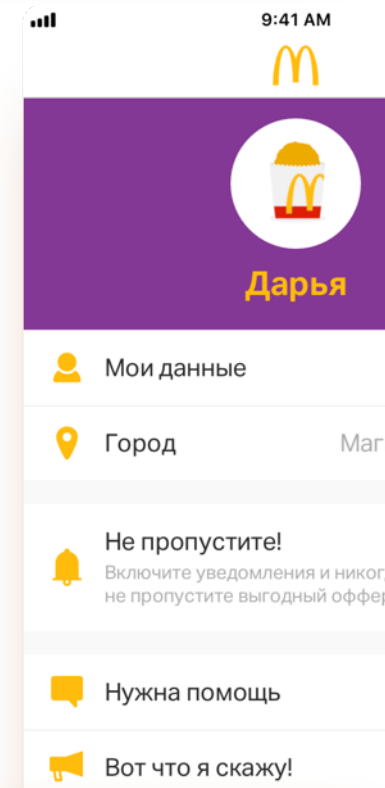 9:41 AM
Дарья
Мои данные
Город
Не пропустите!
Включите уведомления и
не пропустите выгодный
Нужна помощь
Вот что я скажу!